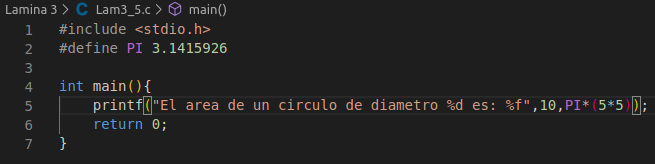 Lamina 3 > C Lam3_5.c > main()
1 #include <stdio.h>
2 #define PI 3.1415926
3
4 int main(){
5 printf("El area de un circulo de diametro %d es: %f",10,PI*(5*5));
6 return 0;
7 }